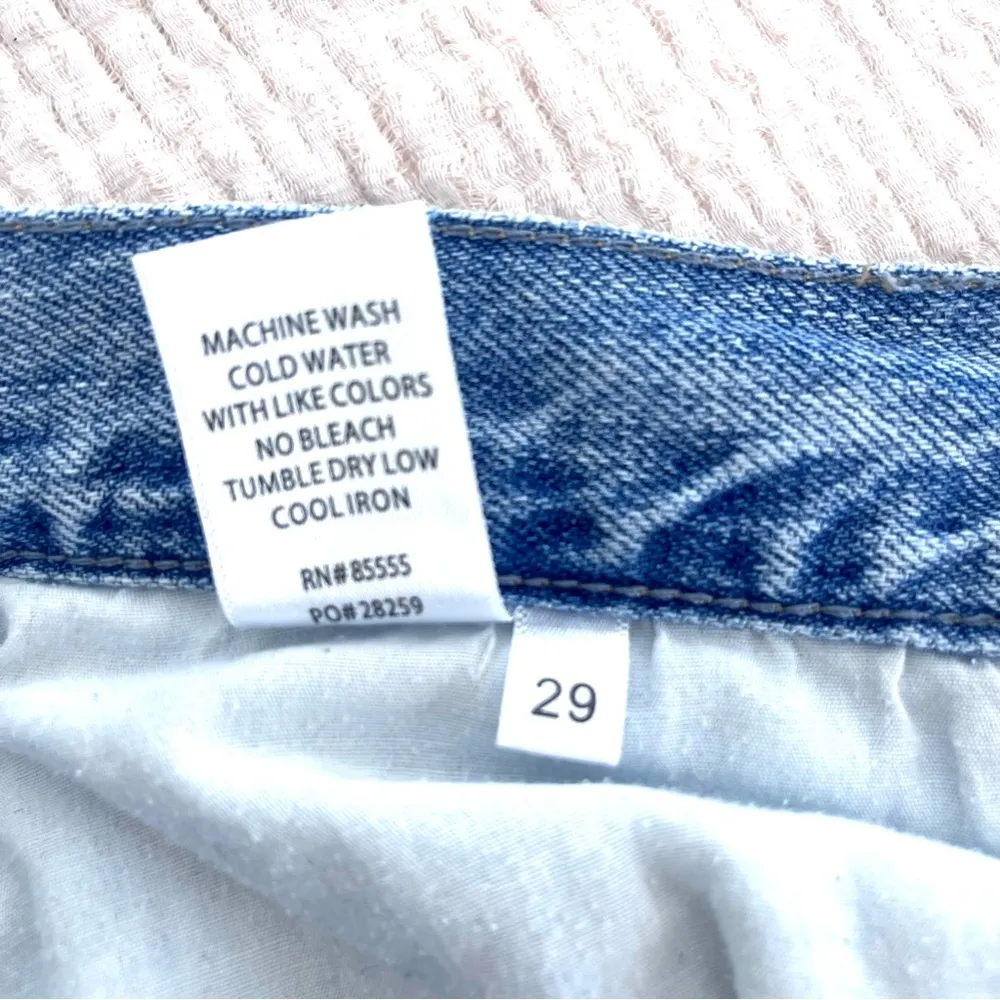 MACHINE WASH
COLD WATER
WITH LIKE COLORS
NO BLEACH
TUMBLE DRY LOW
COOL IRON
RN#85555
PO#28259
29